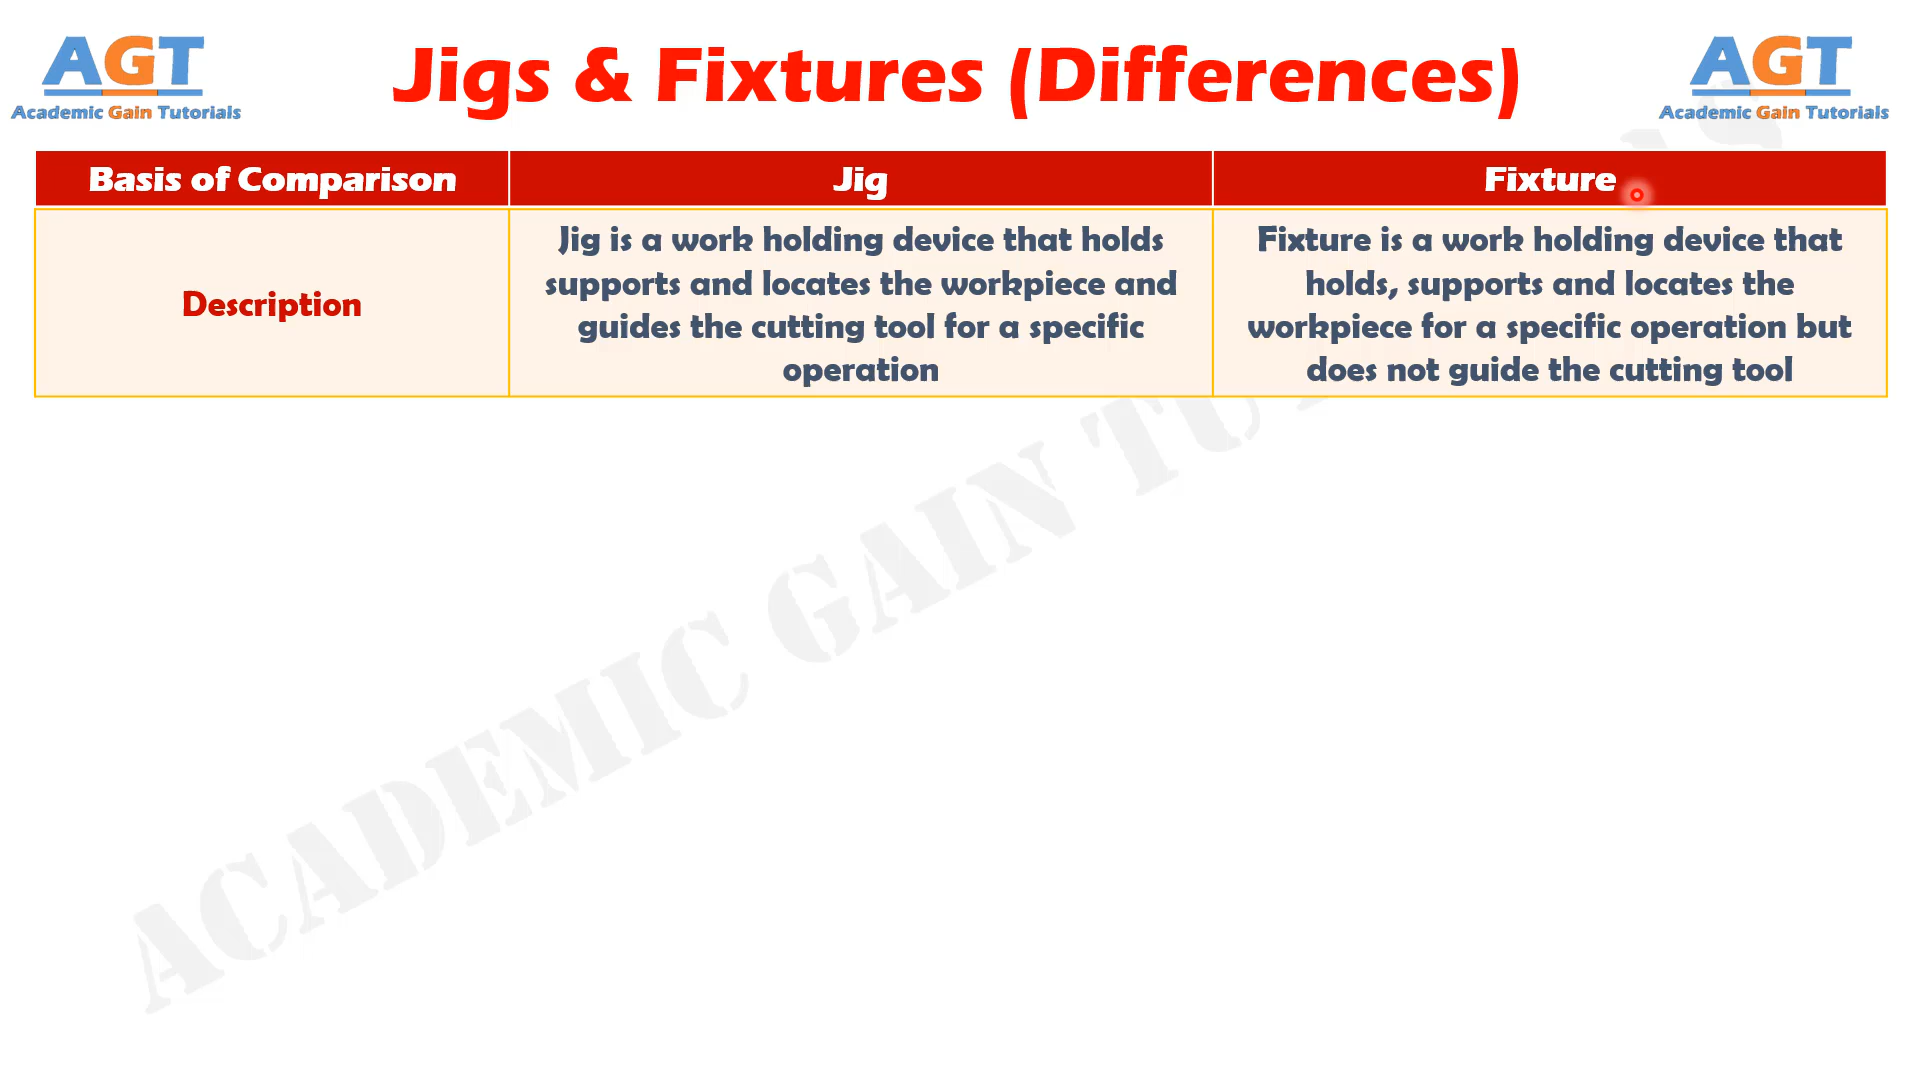 AGT
Academic Gain Tutorials
Jigs & Fixtures (Differences)
AGT
Academic Gain Tutorials
Basis of Comparison
Jig
Fixture
Description
Jig is a work holding device that holds
supports and locates the workpiece and
guides the cutting tool for a specific
operation
Fixture is a work holding device that
holds, supports and locates the
workpiece for a specific operation but
does not guide the cutting tool
ACADEMIC GAIN TU